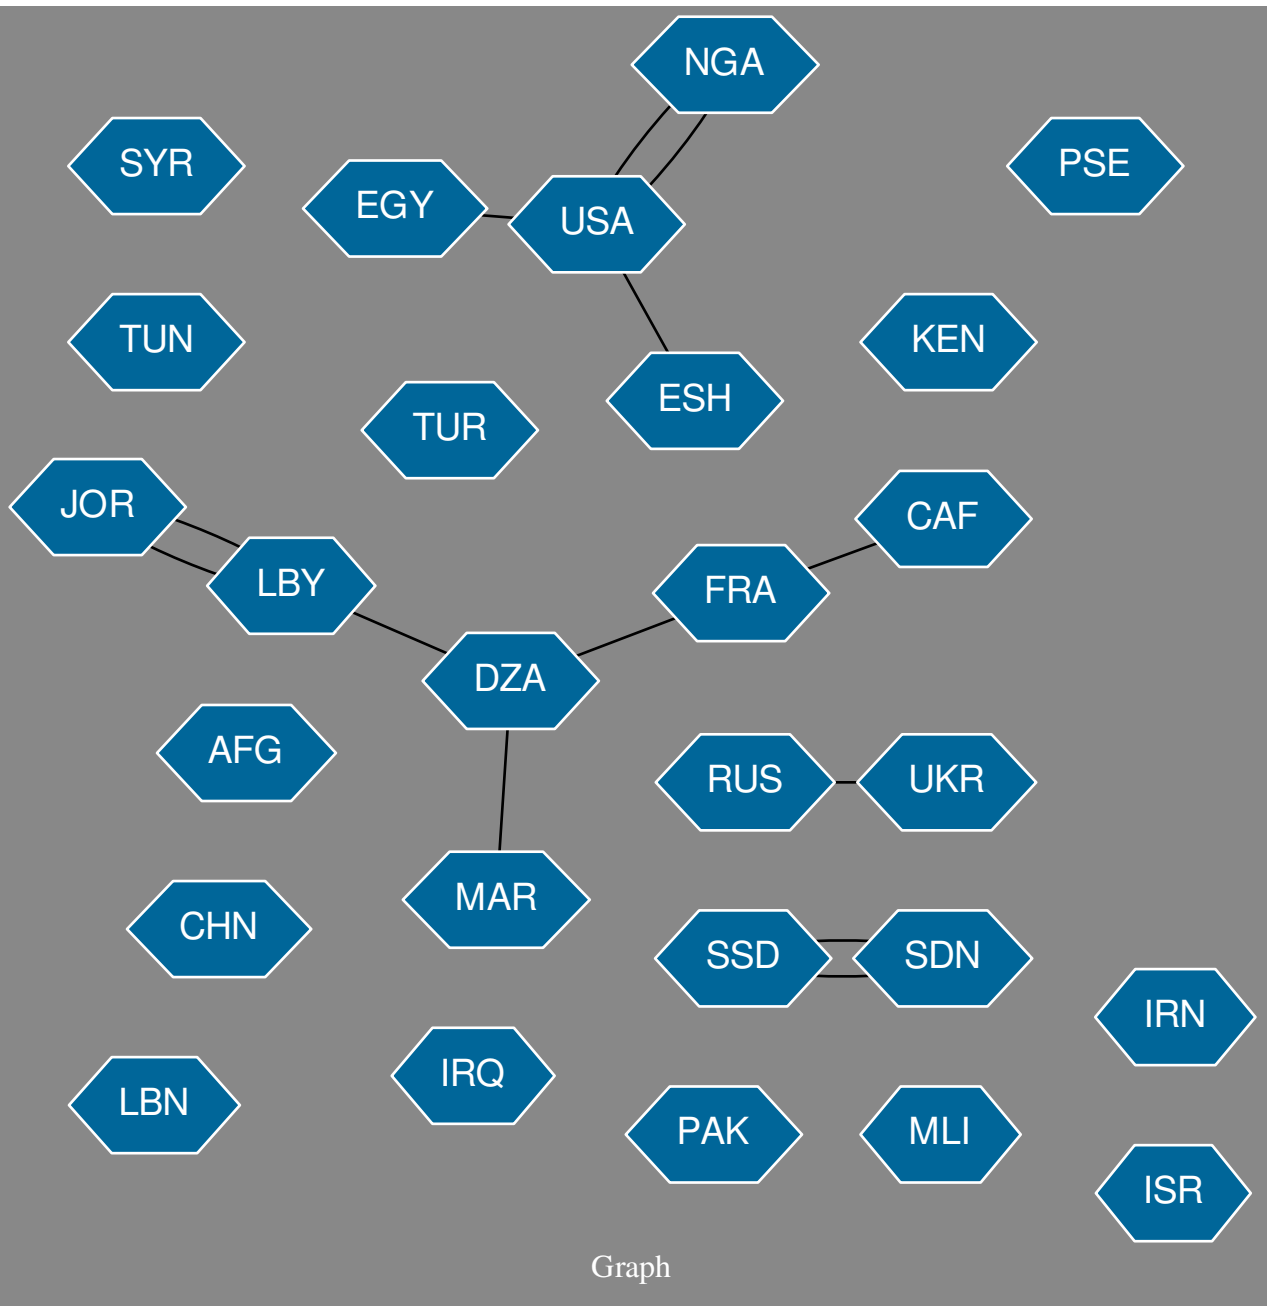 NGA
SYR
PSE
EGY
USA
TUN
KEN
ESH
TUR
JOR
CAF
LBY
FRA
DZA
AFG
RUS
UKR
MAR
CHN
SSD
SDN
IRN
IRQ
LBN
PAK
MLI
ISR
Graph